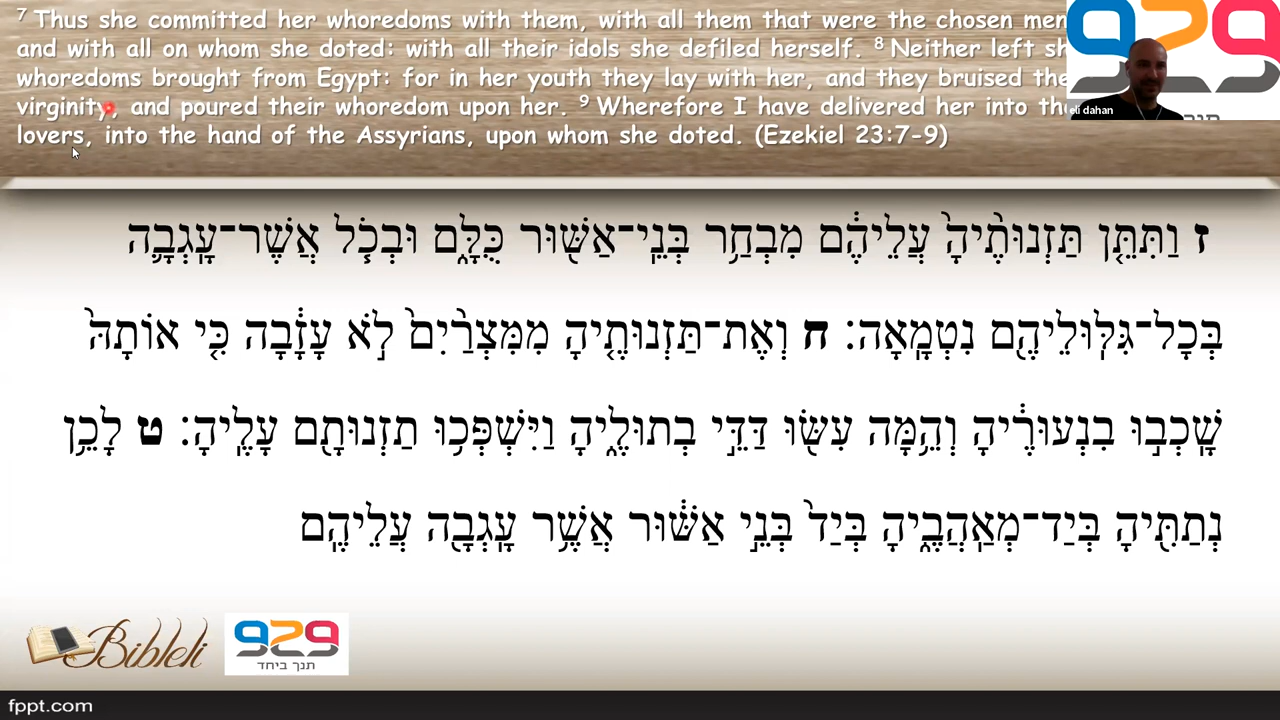 ⁷ Thus she committed her whoredoms with them, with all them that were the chosen men
and with all on whom she doted: with all their idols she defiled herself. ⁸ Neither left
whoredoms brought from Egypt: for in her youth they lay with her, and they bruised the
virginity, and poured their whoredom upon her. ⁹ Wherefore I have delivered her into
lovers, into the hand of the Assyrians, upon whom she doted. (Ezekiel 23:7-9)
929
eli dahan
ז וַתִּתֵּ֤ן תַּזְנוּתֶ֙יהָ֙ עֲלֵיהֶ֔ם מִבְחַ֥ר בְּנֵֽי־אַשּׁ֖וּר כֻּלָּ֑ם וּבְכֹ֧ל אֲשֶׁר־עָֽגְבָ֛ה
בְּכָל־גִּלּֽוּלֵיהֶ֖ם נִטְמָֽאָה׃ ח וְאֶת־תַּזְנוּתֶ֤יהָ מִמִּצְרַ֙יִם֙ לֹ֣א עָזָ֔בָה כִּ֤י אוֹתָהּ֙
שָֽׁכְב֣וּ בִנְעוּרֶ֔יהָ וְהֵ֥מָּה עִשּׂ֖וּ דַּדֵּ֣י בְתוּלֶ֑יהָ וַיִּשְׁפְּכ֥וּ תַזְנוּתָ֖ם עָלֶֽיהָ׃ ט לָכֵ֥ן
נְתַתִּ֖יהָ בְּיַד־מְאַֽהֲבֶ֑יהָ בְּיַד֙ בְּנֵ֣י אַשּׁ֔וּר אֲשֶׁ֥ר עָֽגְבָ֖ה עֲלֵיהֶֽם
Bibleli
929
תנך ביחד
fppt.com